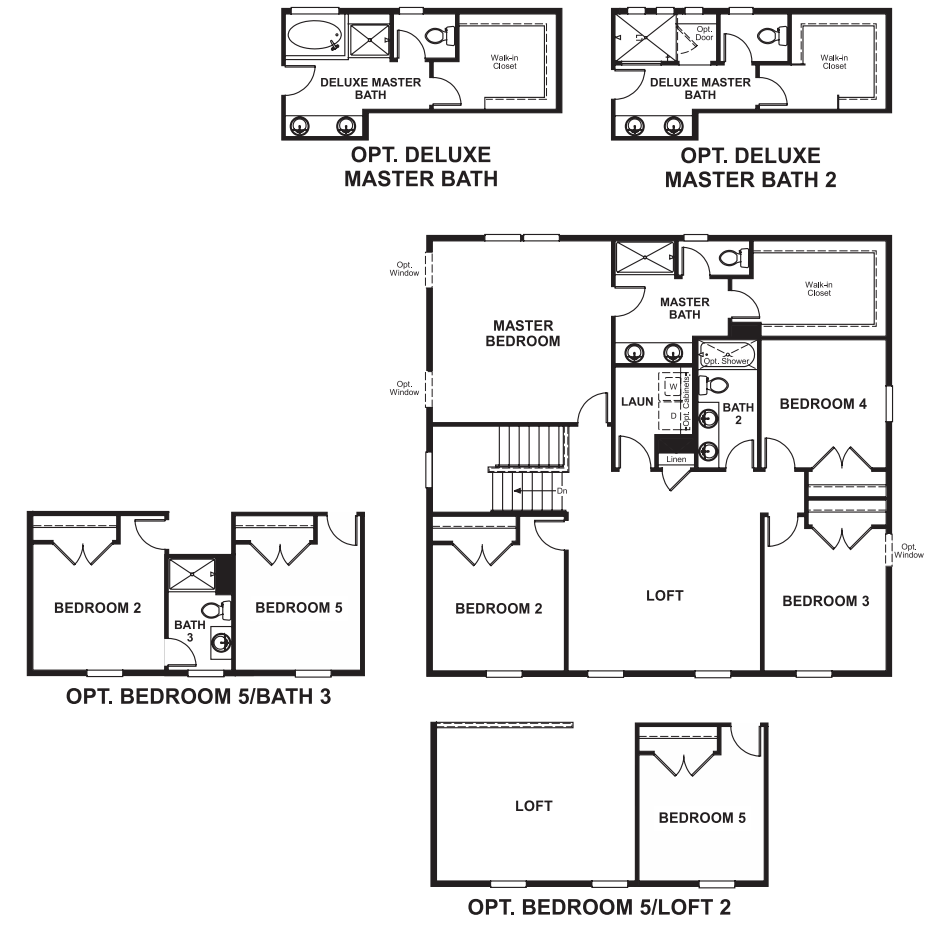 Opt.
Door
Walk-in
Closet
Walk-in
Closet
DELUXE MASTER
BATH
DELUXE MASTER
BATH
OPT. DELUXE
MASTER BATH
OPT. DELUXE
MASTER BATH 2
Opt.
Window
Walk-in
Closet
MASTER
BATH
MASTER
BEDROOM
Opt. Shower
Opt.
Window
W
D
Opt. Cabinets
LAUN
BATH
2
BEDROOM 4
Linen
Dn
Opt.
Window
BEDROOM 2
BATH
3
BEDROOM 5
BEDROOM 2
LOFT
BEDROOM 3
OPT. BEDROOM 5/BATH 3
LOFT
BEDROOM 5
OPT. BEDROOM 5/LOFT 2